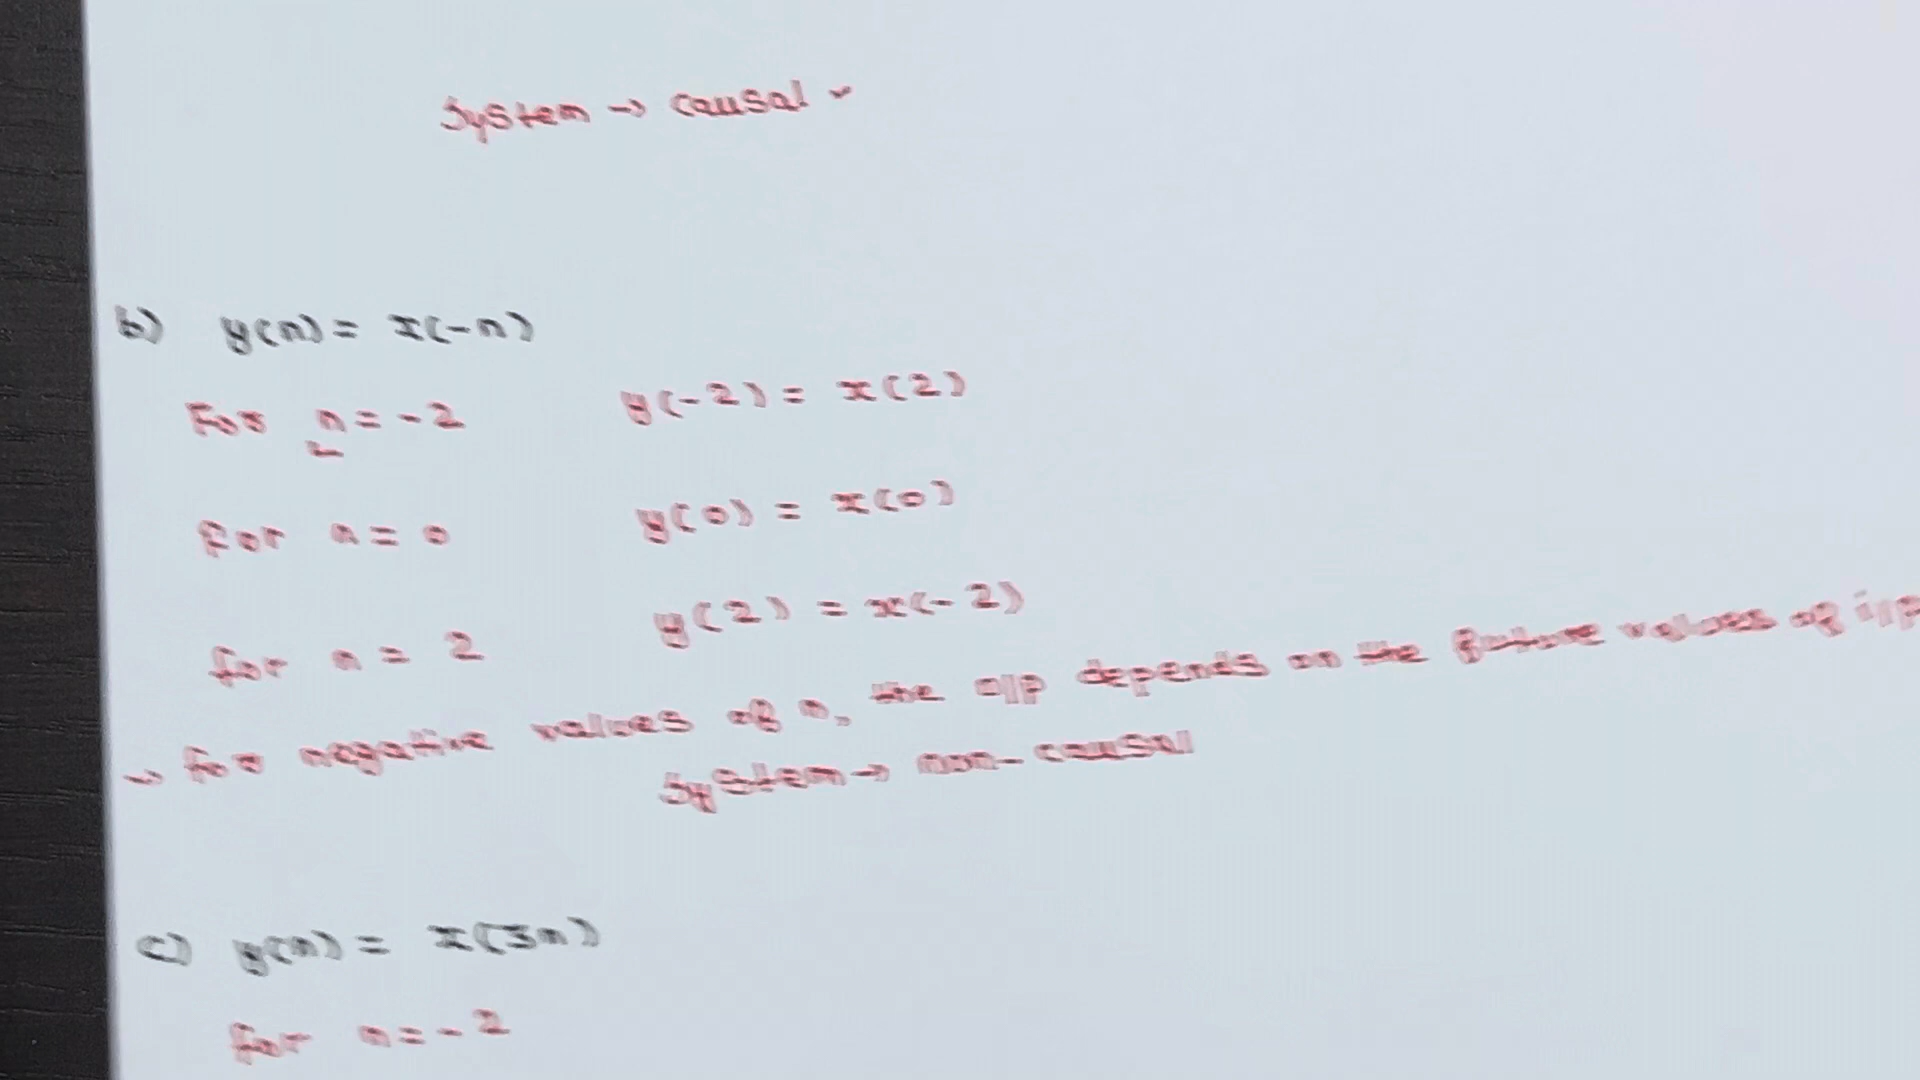 System → causal
b) y(n) = x(-n)
For n = -2 y(-2) = x(2)
for n = 0 y(0) = x(0)
for n = 2 y(2) = x(-2)
→ for negative values of n, the o/p depends on the future values of i/p
System → non-causal
c) y(n) = x(3n)
for n = -2